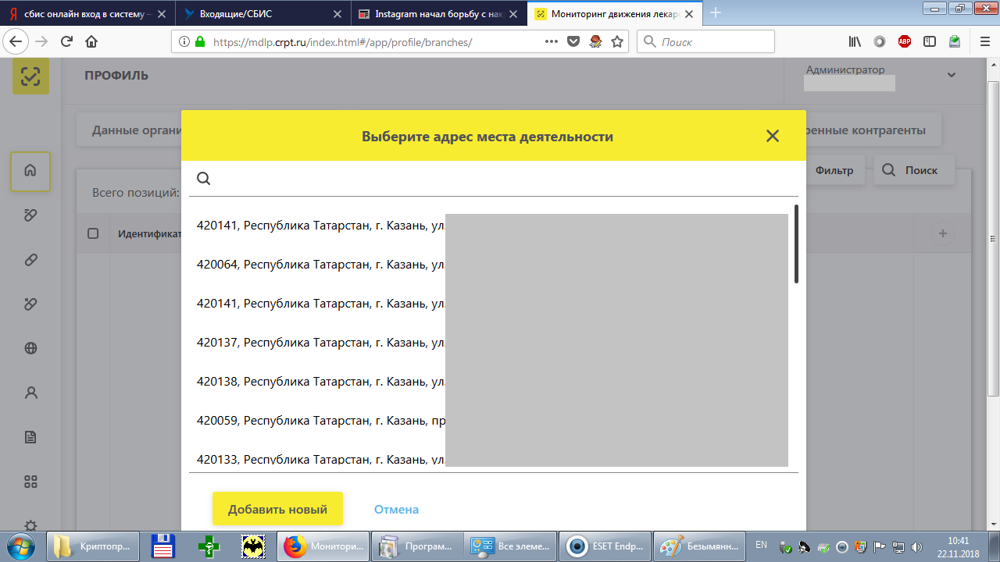 сбис онлайн вход в систему —
Входящие/СБИС
Instagram начал борьбу с нак
Мониторинг движения лекар
https://mdlp.crpt.ru/index.html#/app/profile/branches/
Поиск
ABP
ПРОФИЛЬ
Администратор
Данные органи
ренные контрагенты
Выберите адрес места деятельности
Фильтр
Поиск
Всего позиций:
Идентификат
420141, Республика Татарстан, г. Казань, ул.
420064, Республика Татарстан, г. Казань, ул.
420141, Республика Татарстан, г. Казань, ул.
420137, Республика Татарстан, г. Казань, ул.
420138, Республика Татарстан, г. Казань, ул.
420059, Республика Татарстан, г. Казань, пр
420133, Республика Татарстан, г. Казань, ул.
Добавить новый
Отмена
Криптопр...
Монитори...
Програм...
Все элеме...
ESET Endp...
Безымянн...
EN
10:41
22.11.2018